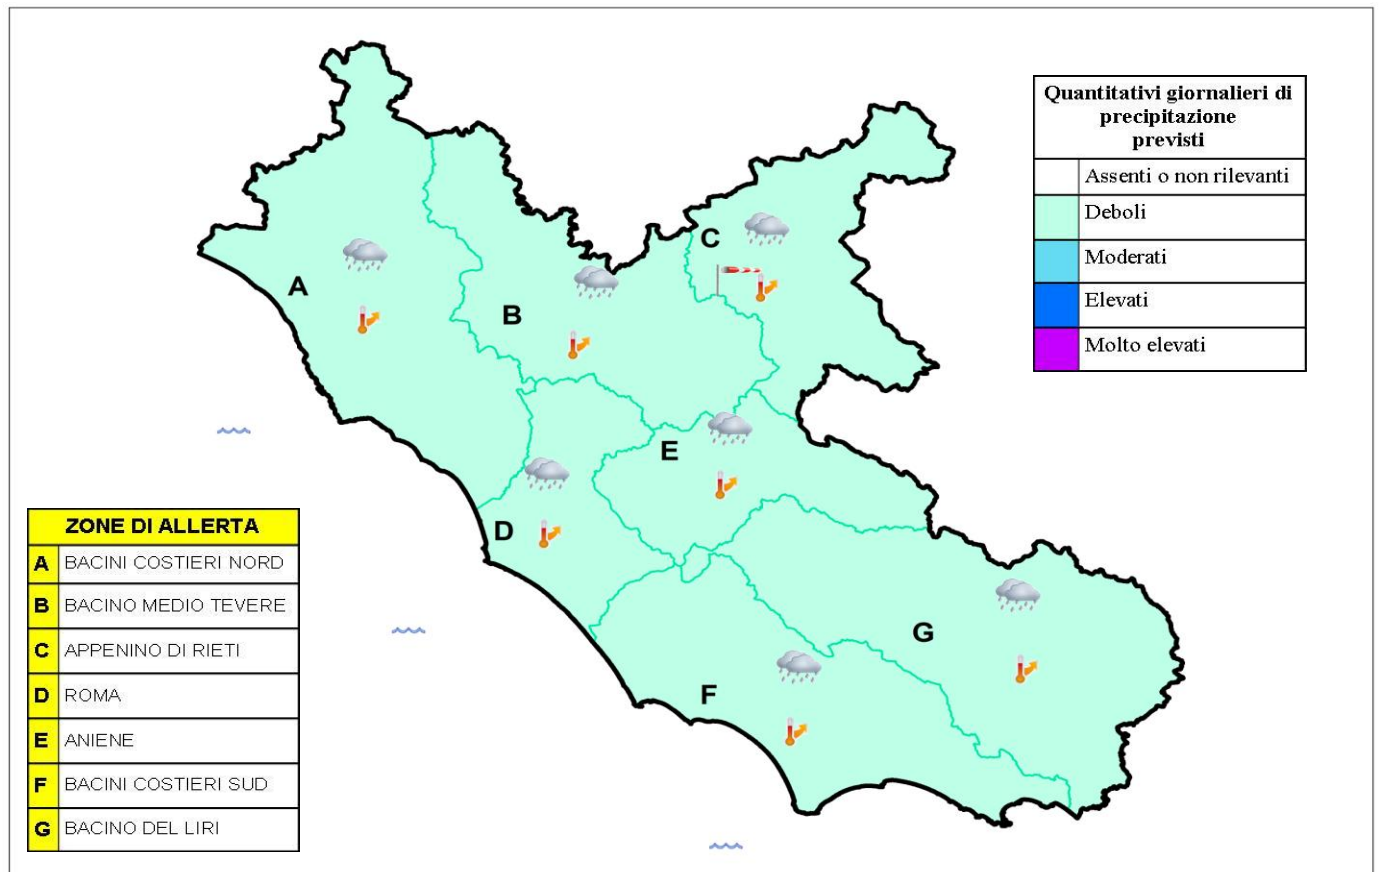 Quantitativi giornalieri di
precipitazione
previsti
Assenti o non rilevanti
Deboli
Moderati
Elevati
Molto elevati
C
A
B
E
D
G
F
ZONE DI ALLERTA
A BACINI COSTIERI NORD
B BACINO MEDIO TEVERE
C APPENINO DI RIETI
D ROMA
E ANIENE
F BACINI COSTIERI SUD
G BACINO DEL LIRI